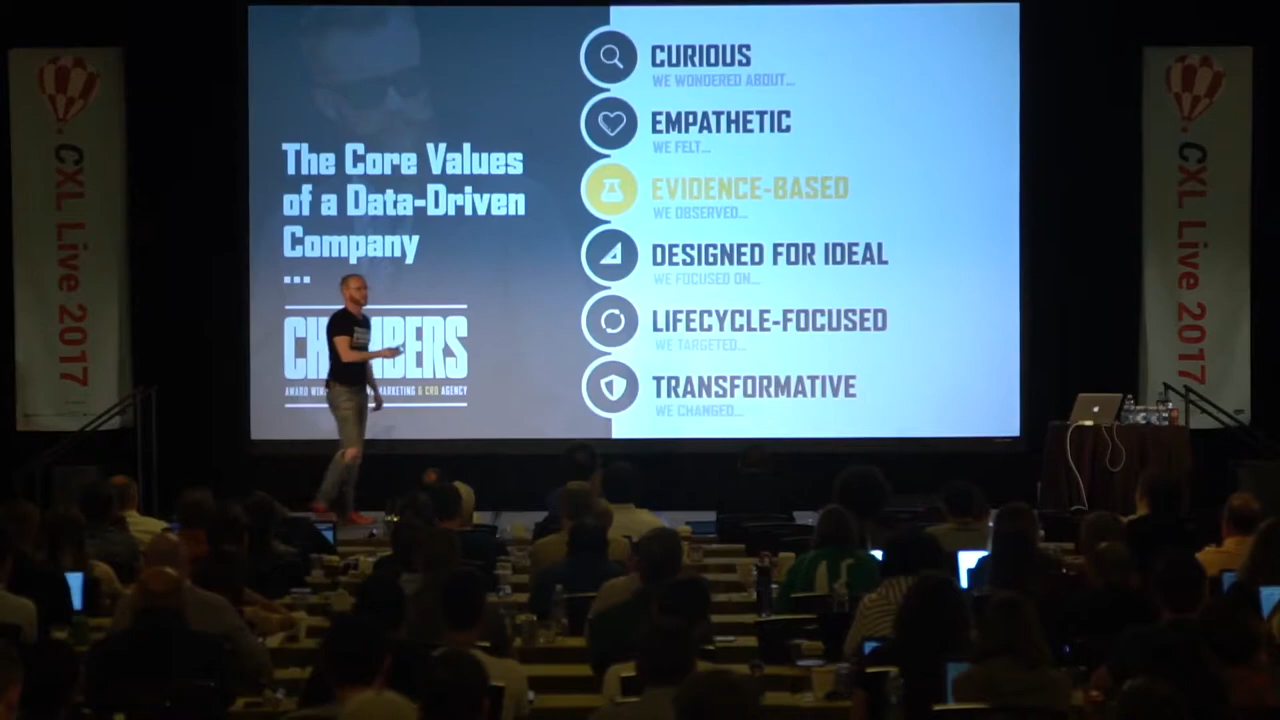 CXL Live 2017
The Core Values
of a Data-Driven
Company
...
AGENCY
CURIOUS
WE WONDERED ABOUT...
EMPATHETIC
WE FELT...
EVIDENCE-BASED
WE OBSERVED...
DESIGNED FOR IDEAL
WE FOCUSED ON...
LIFECYCLE-FOCUSED
WE TARGETED...
TRANSFORMATIVE
WE CHANGED...
CXL Live 2017